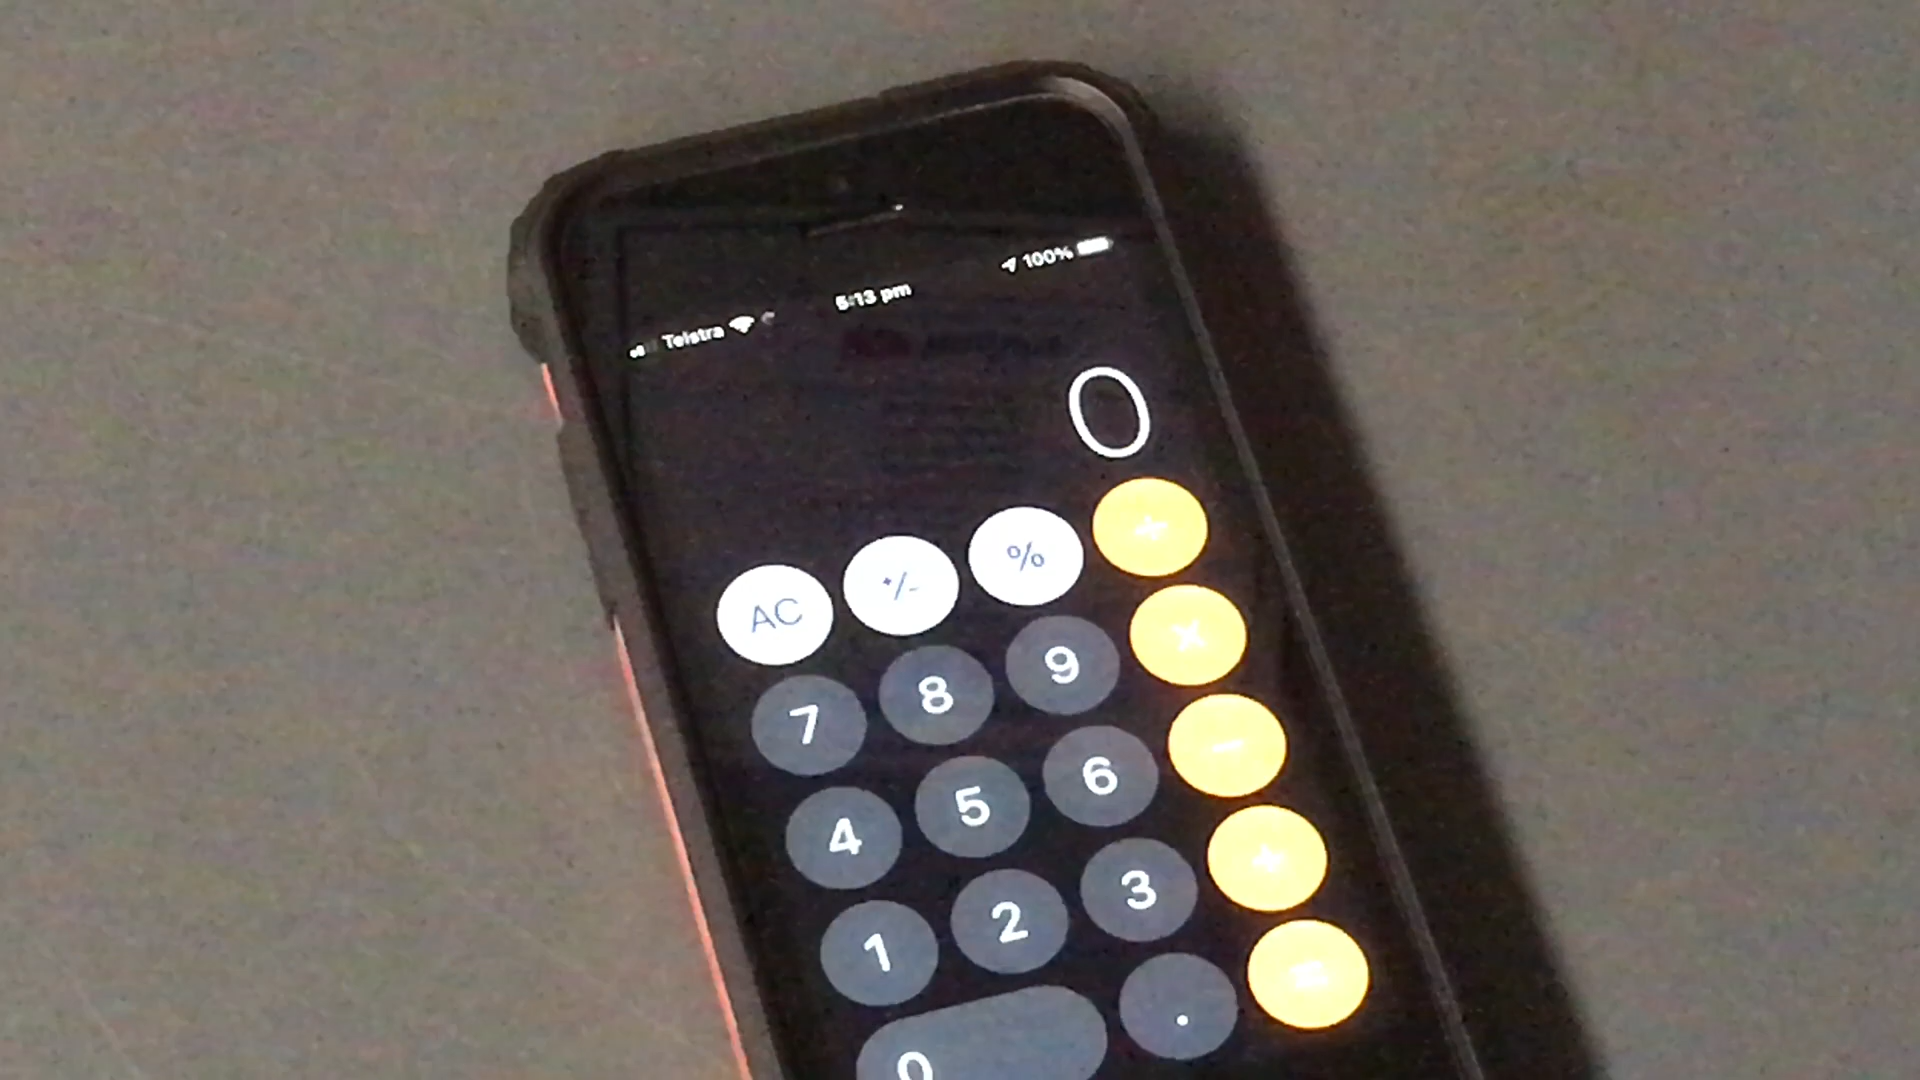 Telstra 5:13 pm 100%
0
AC +/- % ÷
7 8 9 ×
4 5 6 −
1 2 3 +
0 . =